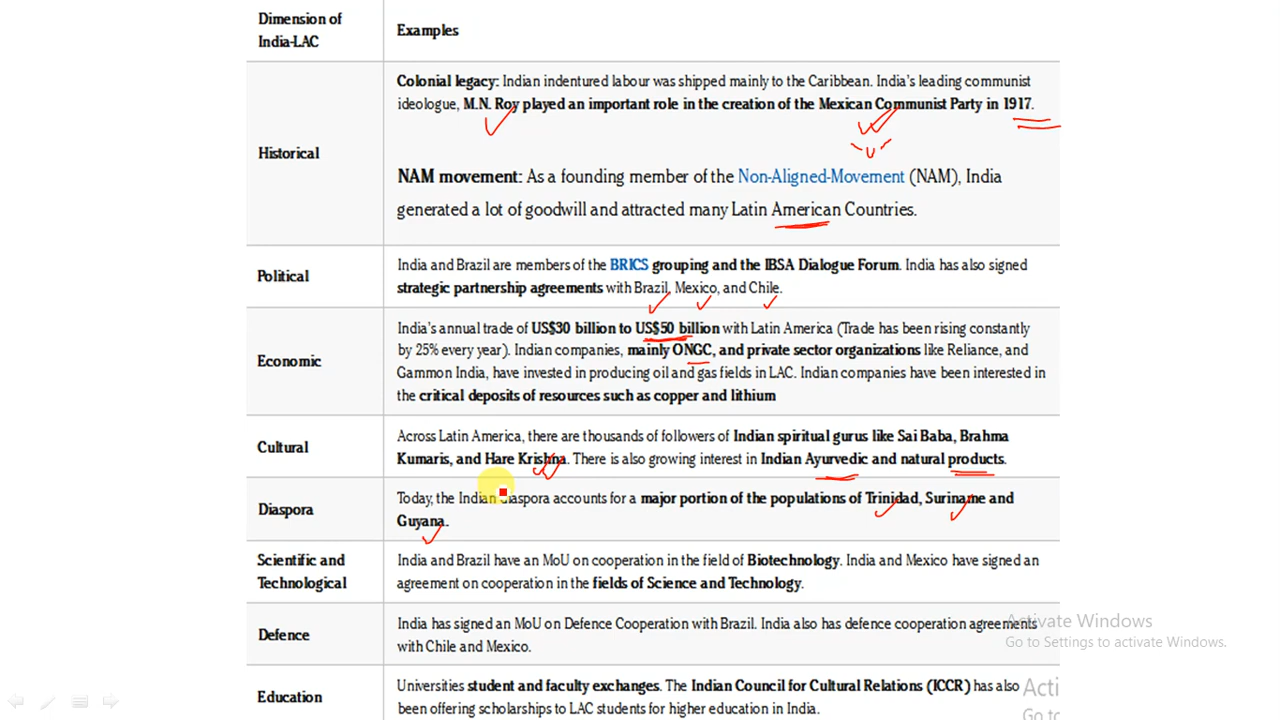 Dimension of
India-LAC
Examples
Historical
Colonial legacy: Indian indentured labour was shipped mainly to the Caribbean. India's leading communist
ideologue, M.N. Roy played an important role in the creation of the Mexican Communist Party in 1917.
NAM movement: As a founding member of the Non-Aligned-Movement (NAM), India
generated a lot of goodwill and attracted many Latin American Countries.
Political
India and Brazil are members of the BRICS grouping and the IBSA Dialogue Forum. India has also signed
strategic partnership agreements with Brazil, Mexico, and Chile.
Economic
India's annual trade of US$30 billion to US$50 billion with Latin America (Trade has been rising constantly
by 25% every year). Indian companies, mainly ONGC, and private sector organizations like Reliance, and
Gammon India, have invested in producing oil and gas fields in LAC. Indian companies have been interested in
the critical deposits of resources such as copper and lithium
Cultural
Across Latin America, there are thousands of followers of Indian spiritual gurus like Sai Baba, Brahma
Kumaris, and Hare Krishna. There is also growing interest in Indian Ayurvedic and natural products.
Diaspora
Today, the Indian diaspora accounts for a major portion of the populations of Trinidad, Suriname and
Guyana.
Scientific and
Technological
India and Brazil have an MoU on cooperation in the field of Biotechnology. India and Mexico have signed an
agreement on cooperation in the fields of Science and Technology.
Defence
India has signed an MoU on Defence Cooperation with Brazil. India also has defence cooperation agreements
with Chile and Mexico.
Activate Windows
Go to Settings to activate Windows.
Education
Universities student and faculty exchanges. The Indian Council for Cultural Relations (ICCR) has also
been offering scholarships to LAC students for higher education in India.
Acti
Go to